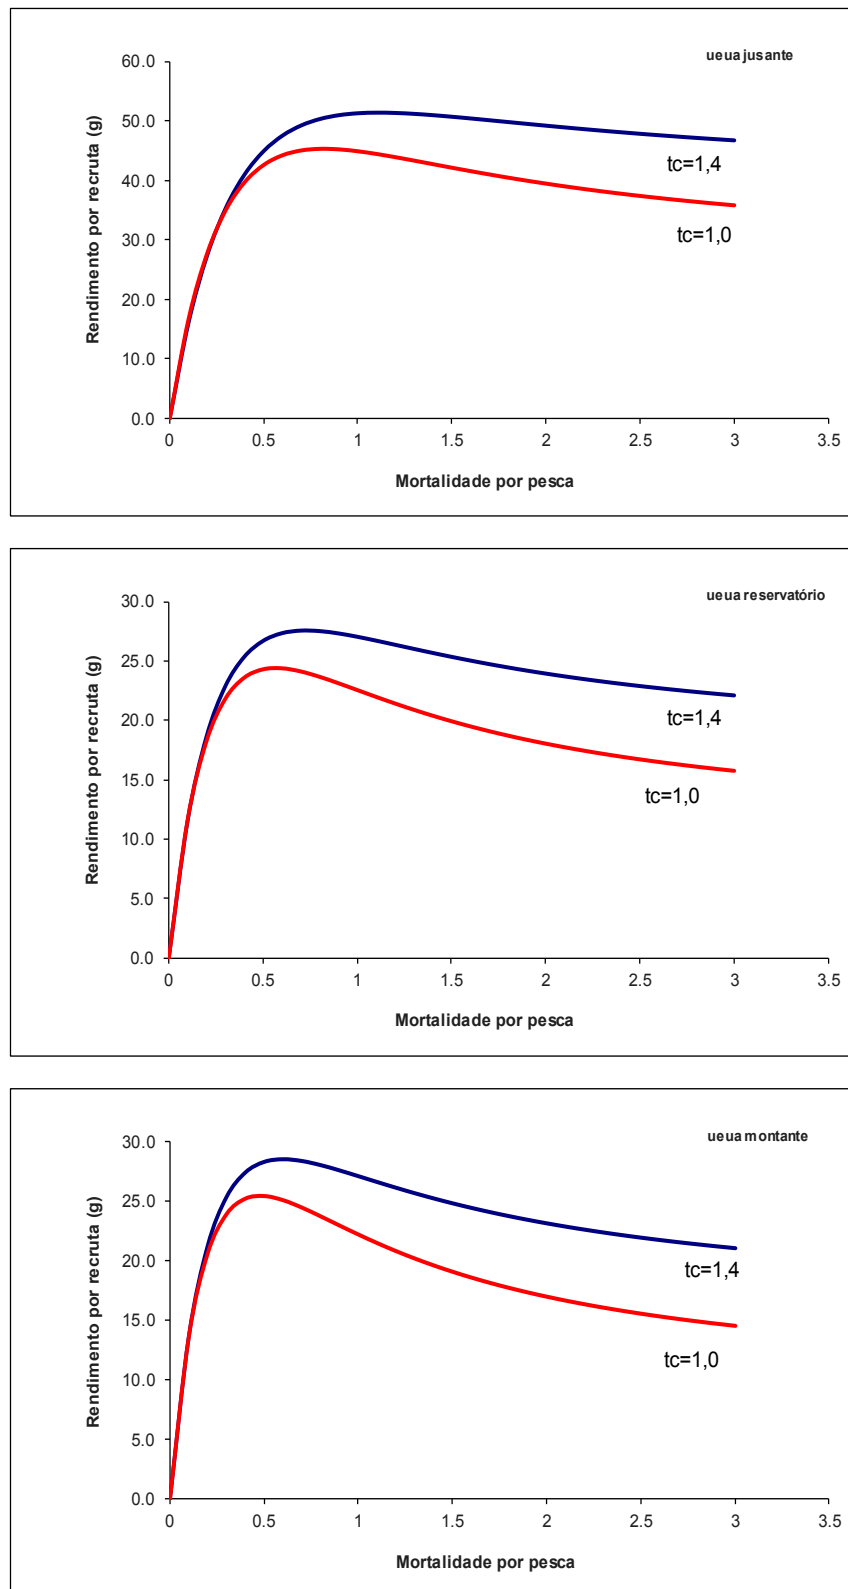 ueua jusante
60.0
50.0
40.0
30.0
20.0
10.0
0.0
Rendimento por recruta (g)
tc=1,4
tc=1,0
0 0.5 1 1.5 2 2.5 3 3.5
Mortalidade por pesca
ueua reservatório
30.0
25.0
20.0
15.0
10.0
5.0
0.0
Rendimento por recruta (g)
tc=1,4
tc=1,0
0 0.5 1 1.5 2 2.5 3 3.5
Mortalidade por pesca
ueua montante
30.0
25.0
20.0
15.0
10.0
5.0
0.0
Rendimento por recruta (g)
tc=1,4
tc=1,0
0 0.5 1 1.5 2 2.5 3 3.5
Mortalidade por pesca